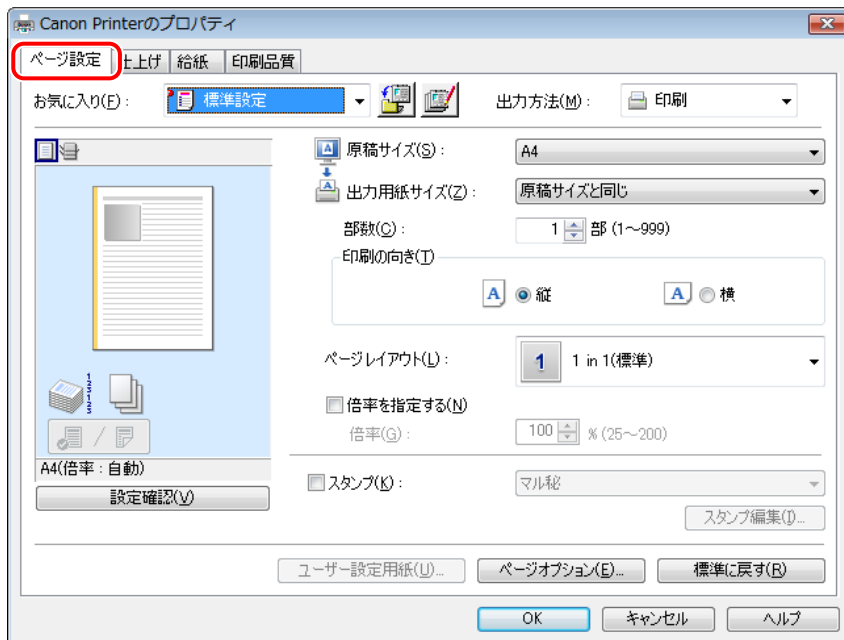 Canon Printerのプロパティ
ページ設定 仕上げ 給紙 印刷品質
お気に入り(F): 標準設定 出力方法(M): 印刷
原稿サイズ(S): A4
出力用紙サイズ(Z): 原稿サイズと同じ
部数(C): 1 部 (1～999)
印刷の向き(T)
A 縦 A 横
ページレイアウト(L): 1 1 in 1(標準)
倍率を指定する(N)
倍率(G): 100 % (25～200)
A4(倍率:自動)
設定確認(V)
スタンプ(K): マル秘
スタンプ編集(I)...
ユーザー設定用紙(U)... ページオプション(E)... 標準に戻す(R)
OK キャンセル ヘルプ